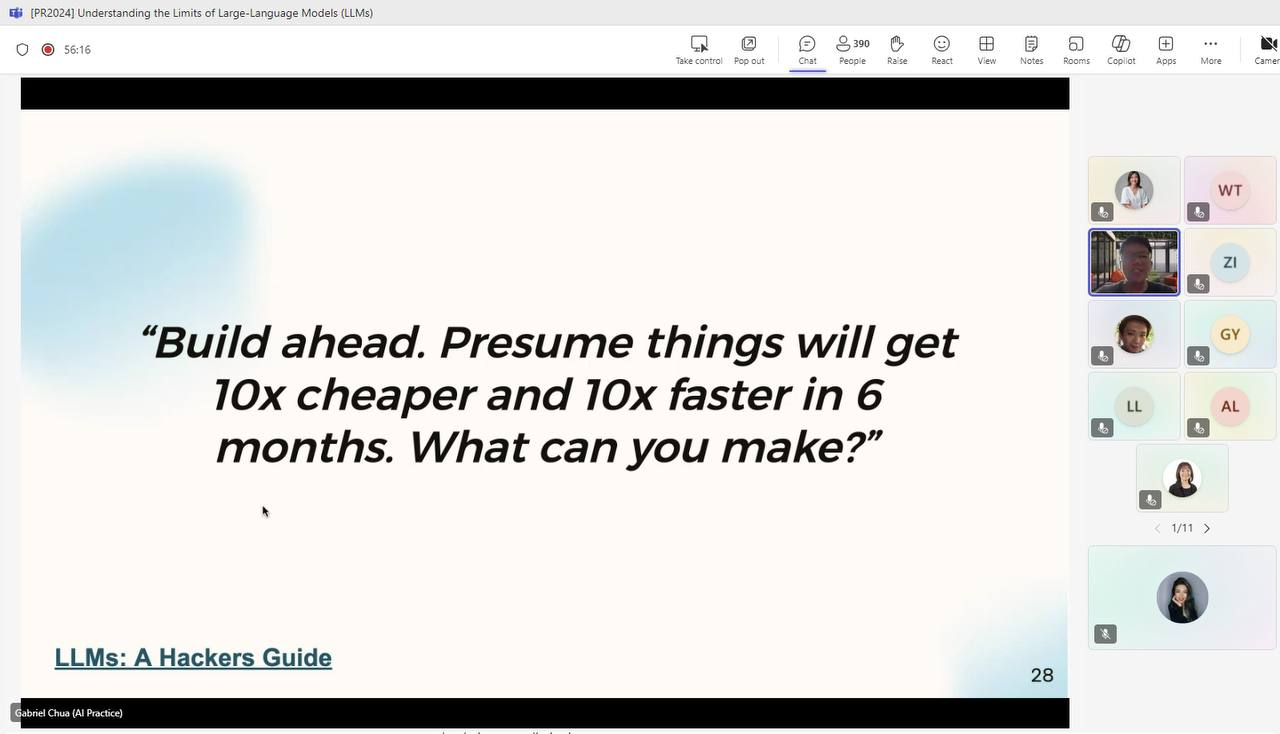 [PR2024] Understanding the Limits of Large-Language Models (LLMs)
56:16
Take control
Pop out
Chat
390
People
Raise
React
View
Notes
Rooms
Copilot
Apps
More
Camer
“Build ahead. Presume things will get
10x cheaper and 10x faster in 6
months. What can you make?”
LLMs: A Hackers Guide
28
Gabriel Chua (AI Practice)
WT
ZI
GY
LL
AL
1/11